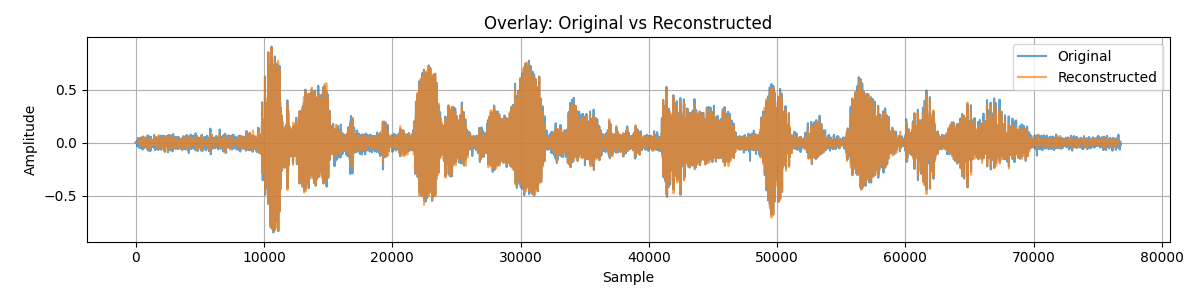 Overlay: Original vs Reconstructed
Original
Reconstructed
Amplitude
0.5
0.0
−0.5
0 10000 20000 30000 40000 50000 60000 70000 80000
Sample